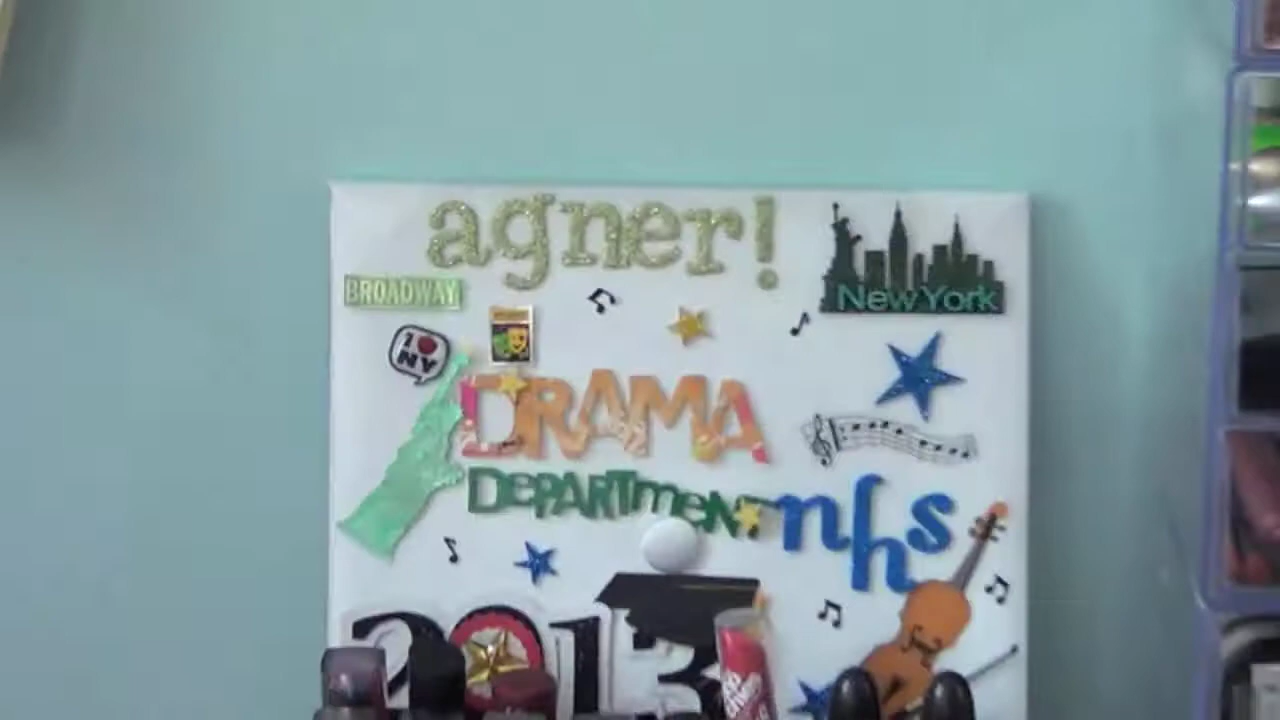 agner!
BROADWAY
New York
I NY
DRAMA
DEPARTmeNT
nhs
2013